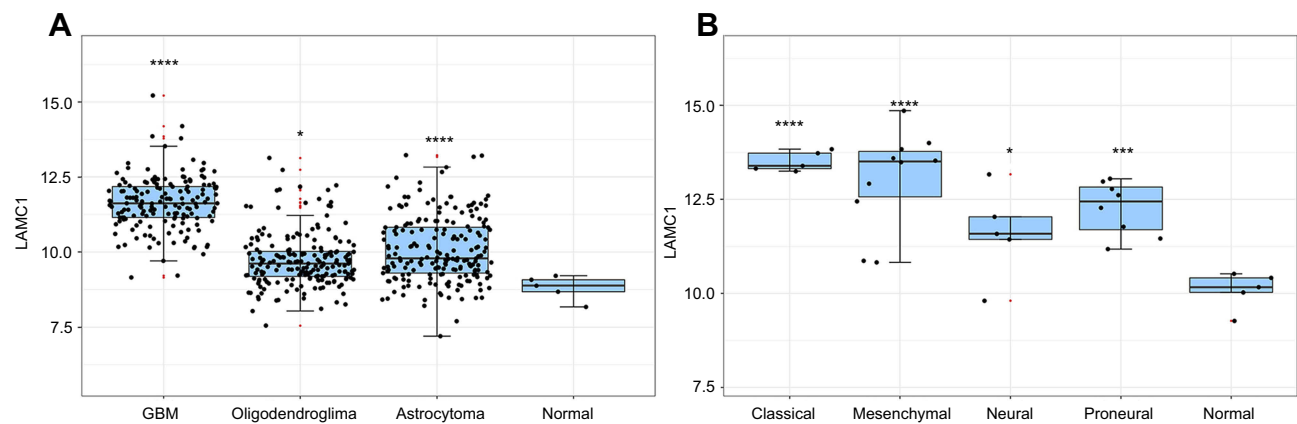 A
LAMC1
15.0
12.5
10.0
7.5
****
*
****
GBM
Oligodendroglima
Astrocytoma
Normal
B
LAMC1
15.0
12.5
10.0
7.5
****
****
*
***
Classical
Mesenchymal
Neural
Proneural
Normal